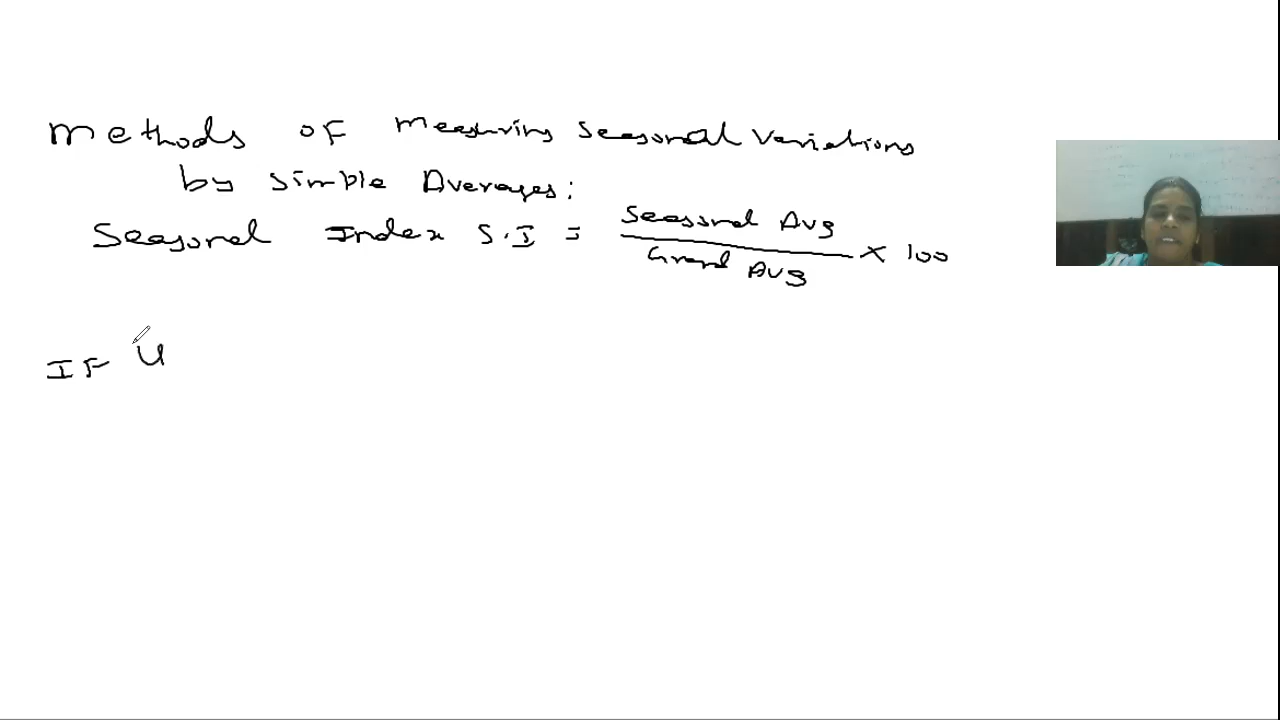 Methods OF Measuring Seasonal Variations
by Simple Averages:
Seasonal Index S.I = Seasonal Avg
Grand Avg × 100
IF